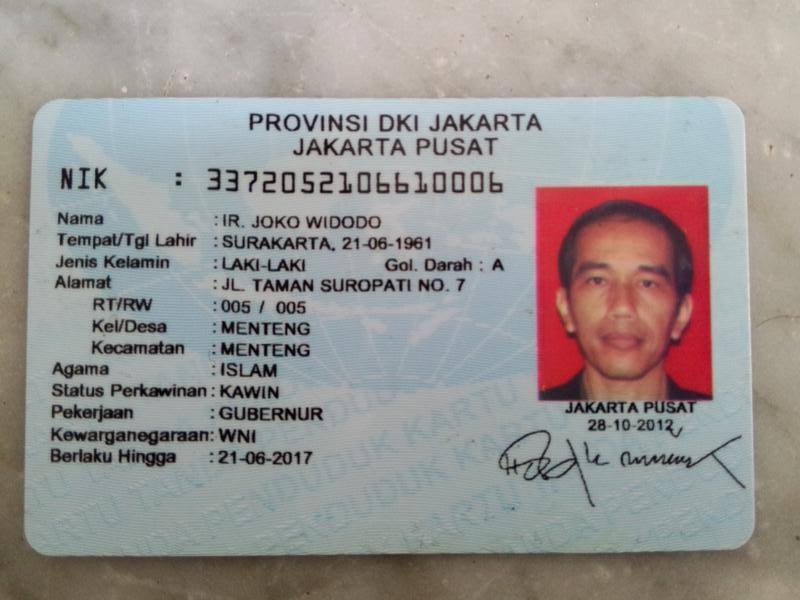 PROVINSI DKI JAKARTA
JAKARTA PUSAT
NIK : 3372052106610006
Nama : IR. JOKO WIDODO
Tempat/Tgl Lahir : SURAKARTA, 21-06-1961
Jenis Kelamin : LAKI-LAKI Gol. Darah : A
Alamat : JL. TAMAN SUROPATI NO. 7
RT/RW : 005 / 005
Kel/Desa : MENTENG
Kecamatan : MENTENG
Agama : ISLAM
Status Perkawinan : KAWIN
Pekerjaan : GUBERNUR
Kewarganegaraan : WNI
Berlaku Hingga : 21-06-2017
JAKARTA PUSAT
28-10-2012